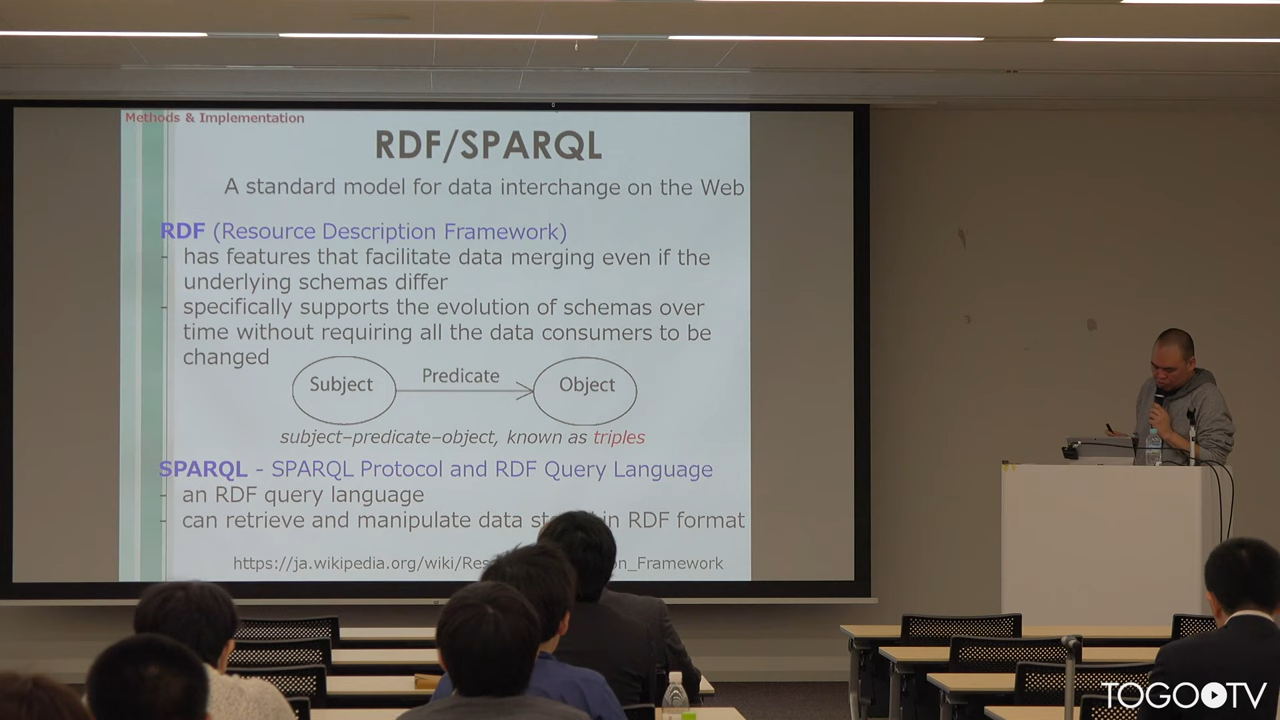 Methods & Implementation
RDF/SPARQL
A standard model for data interchange on the Web
RDF (Resource Description Framework)
- has features that facilitate data merging even if the
underlying schemas differ
- specifically supports the evolution of schemas over
time without requiring all the data consumers to be
changed
Subject
Predicate
Object
subject–predicate–object, known as triples
SPARQL - SPARQL Protocol and RDF Query Language
- an RDF query language
- can retrieve and manipulate data in RDF format
https://ja.wikipedia.org/wiki/Res on_Framework
TOGOTV